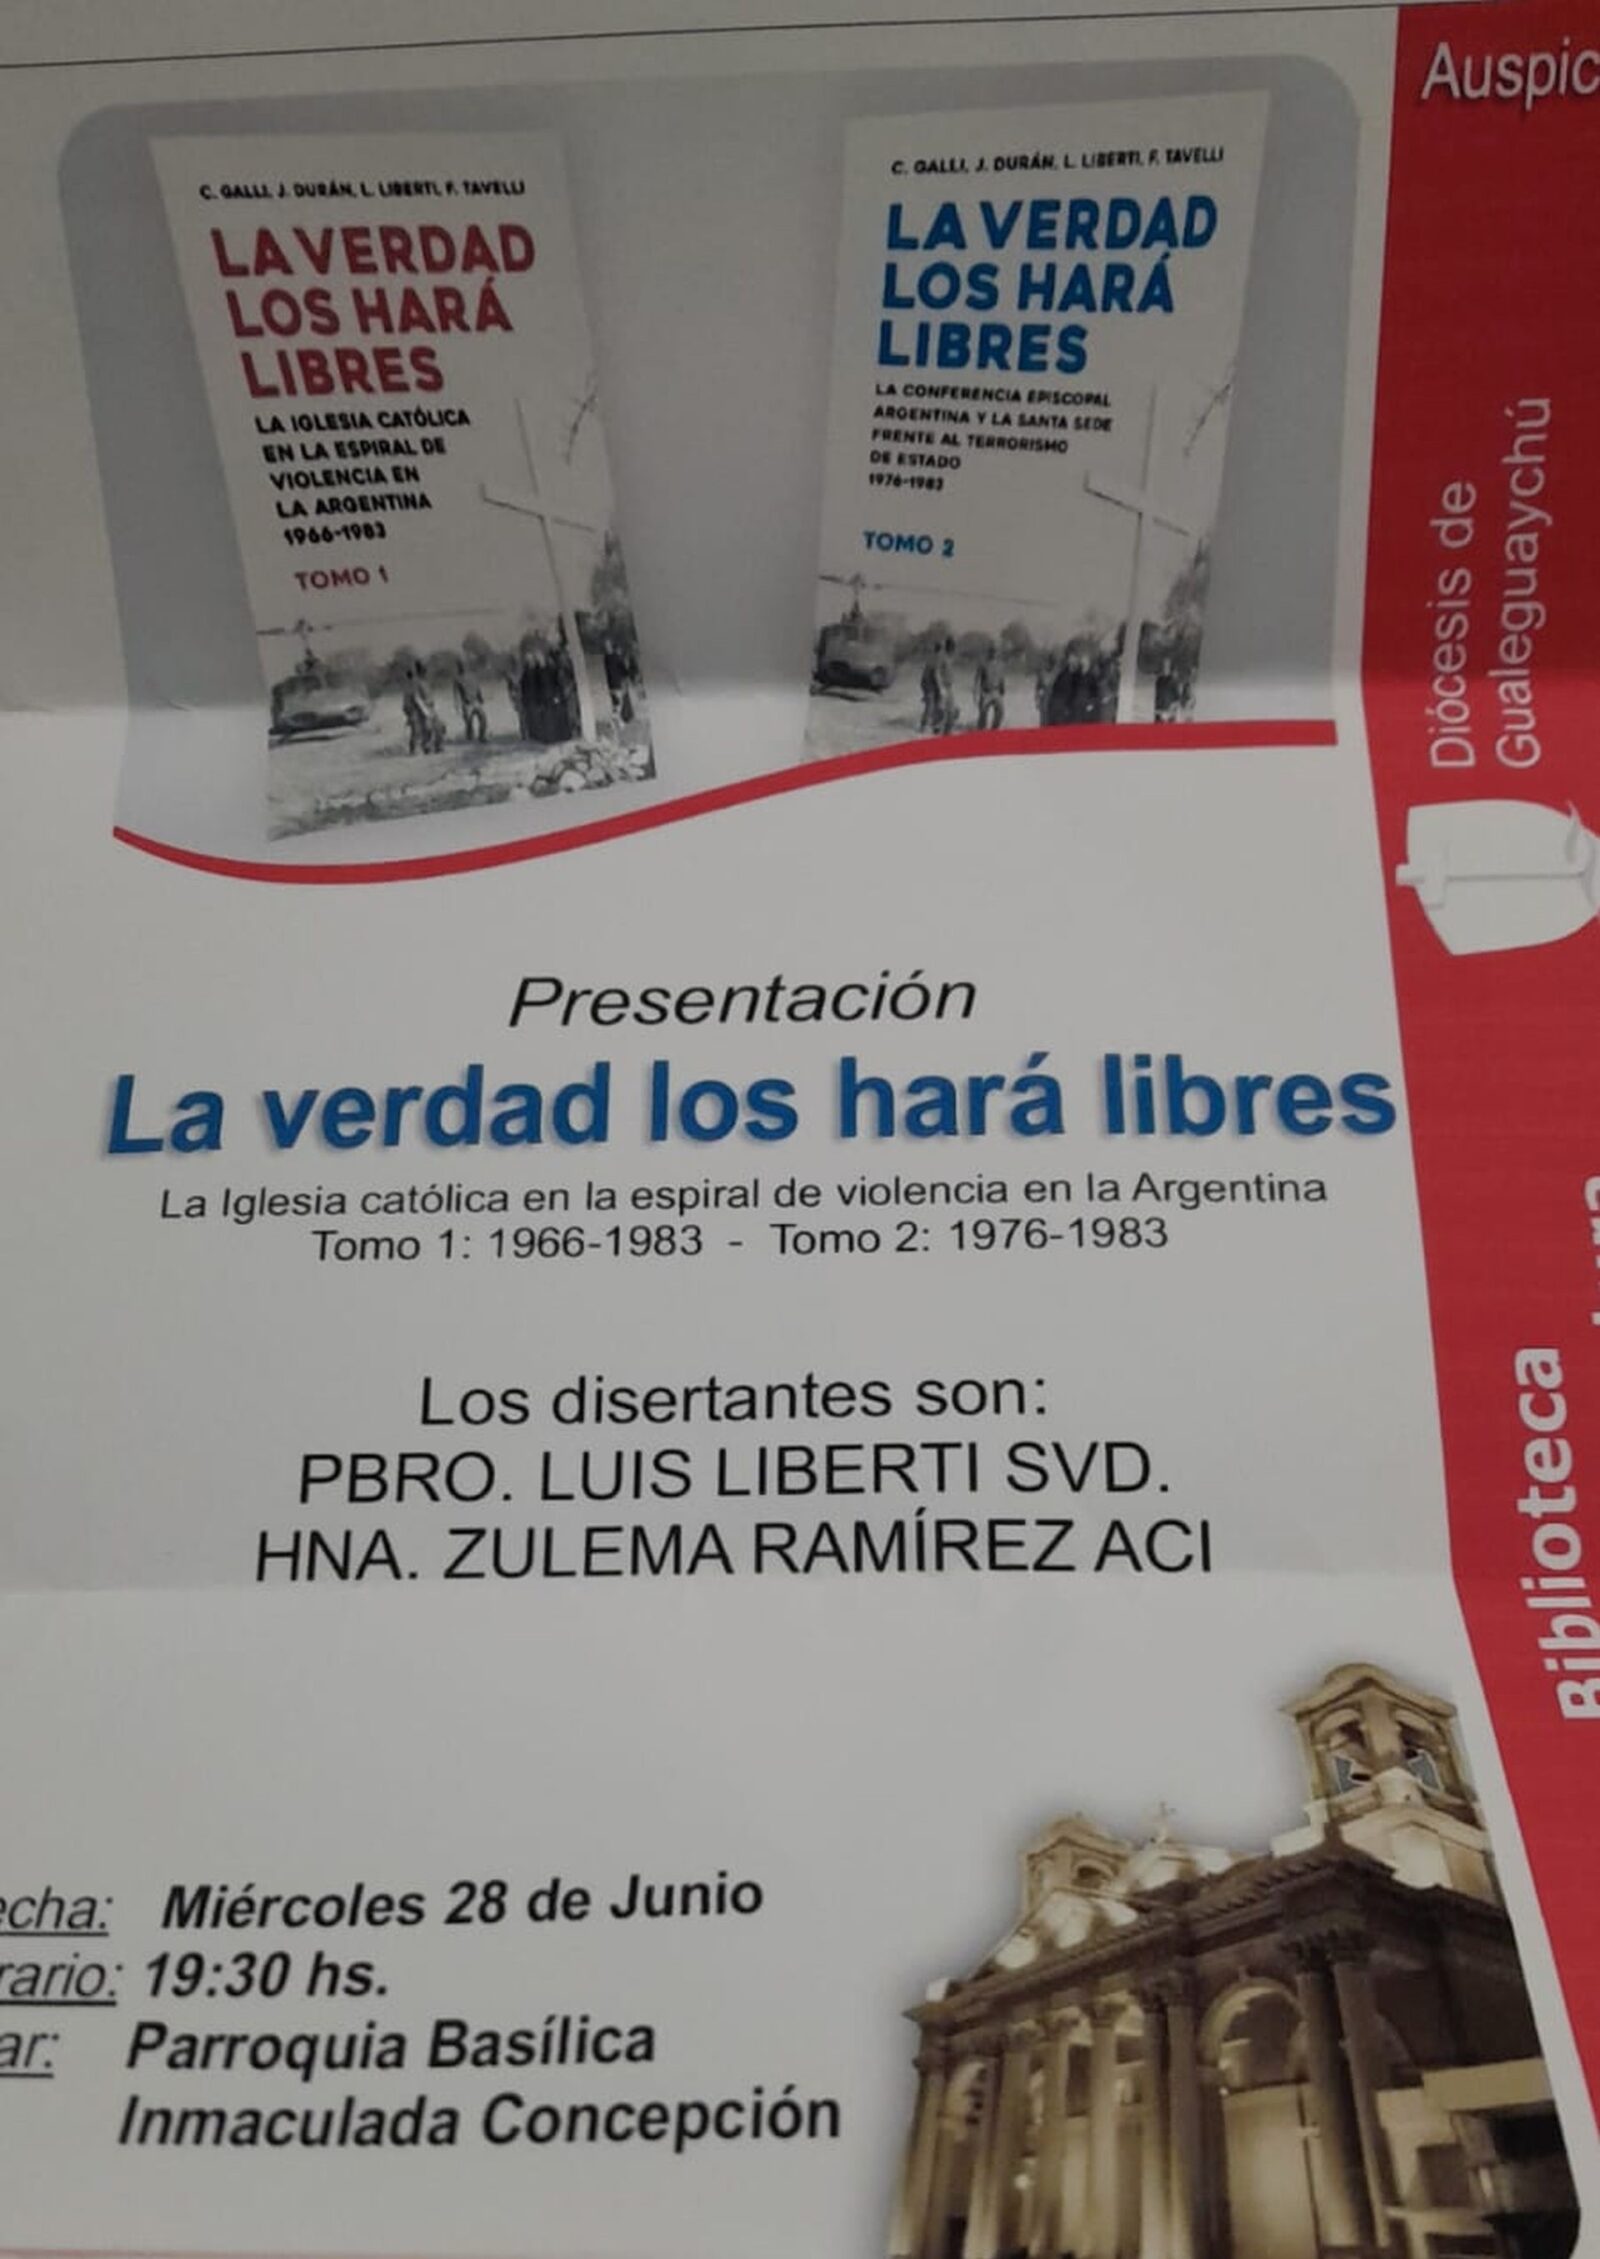 Auspic
C. GALLI, J. DURÁN, L. LIBERTI, F. TAVELLI
LA VERDAD
LOS HARÁ
LIBRES
LA IGLESIA CATÓLICA
EN LA ESPIRAL DE
VIOLENCIA EN
LA ARGENTINA
1966-1983
TOMO 1
C. GALLI, J. DURÁN, L. LIBERTI, F. TAVELLI
LA VERDAD
LOS HARÁ
LIBRES
LA CONFERENCIA EPISCOPAL
ARGENTINA Y LA SANTA SEDE
FRENTE AL TERRORISMO
DE ESTADO
1976-1983
TOMO 2
Diócesis de
Gualeguaychú
Presentación
La verdad los hará libres
La Iglesia católica en la espiral de violencia en la Argentina
Tomo 1: 1966-1983 - Tomo 2: 1976-1983
Los disertantes son:
PBRO. LUIS LIBERTI SVD.
HNA. ZULEMA RAMÍREZ ACI
Biblioteca
echa: Miércoles 28 de Junio
rario: 19:30 hs.
ar: Parroquia Basílica
Inmaculada Concepción